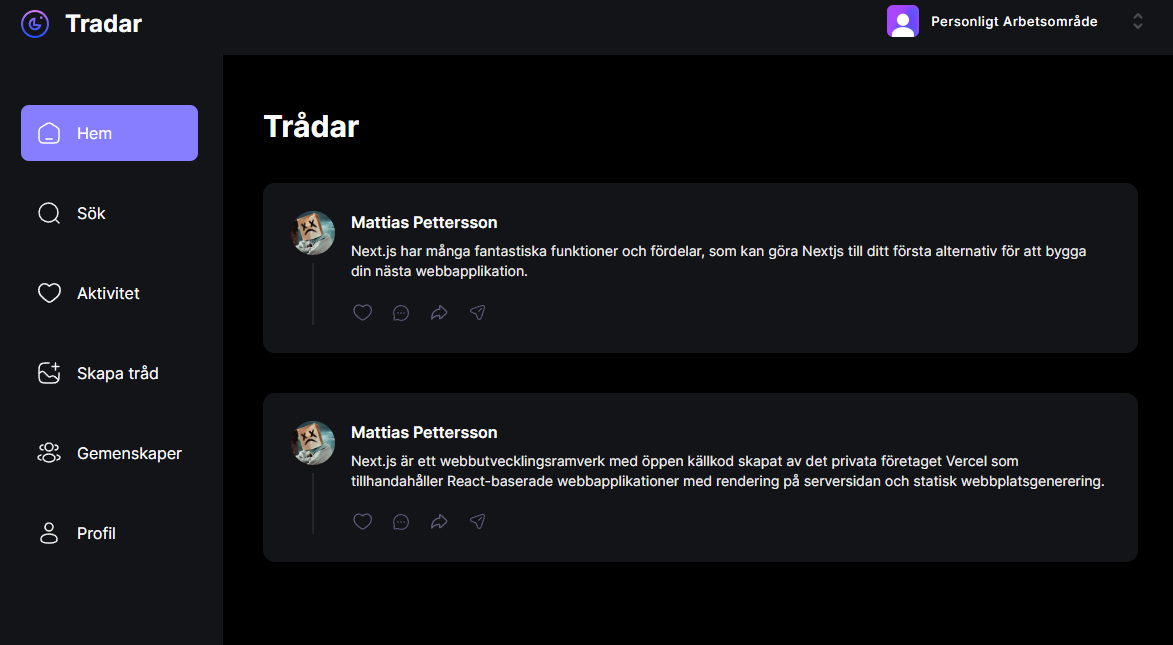 Tradar
Personligt Arbetsområde
Hem
Sök
Aktivitet
Skapa tråd
Gemenskaper
Profil
Trådar
Mattias Pettersson
Next.js har många fantastiska funktioner och fördelar, som kan göra Nextjs till ditt första alternativ för att bygga
din nästa webbapplikation.
Mattias Pettersson
Next.js är ett webbutvecklingsramverk med öppen källkod skapat av det privata företaget Vercel som
tillhandahåller React-baserade webbapplikationer med rendering på serversidan och statisk webbplatsgenerering.